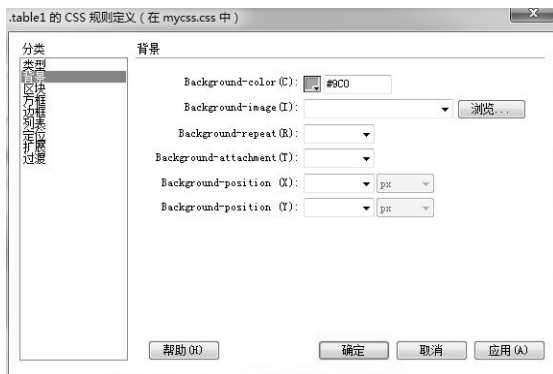 .table1 的 CSS 规则定义（在 mycss.css 中）
分类
类型
背景
区块
方框
边框
列表
定位
扩展
过渡
背景
Background-color(C): #9C0
Background-image(I): 浏览...
Background-repeat(R):
Background-attachment(T):
Background-position (X): px
Background-position (Y): px
帮助(H) 确定 取消 应用(A)